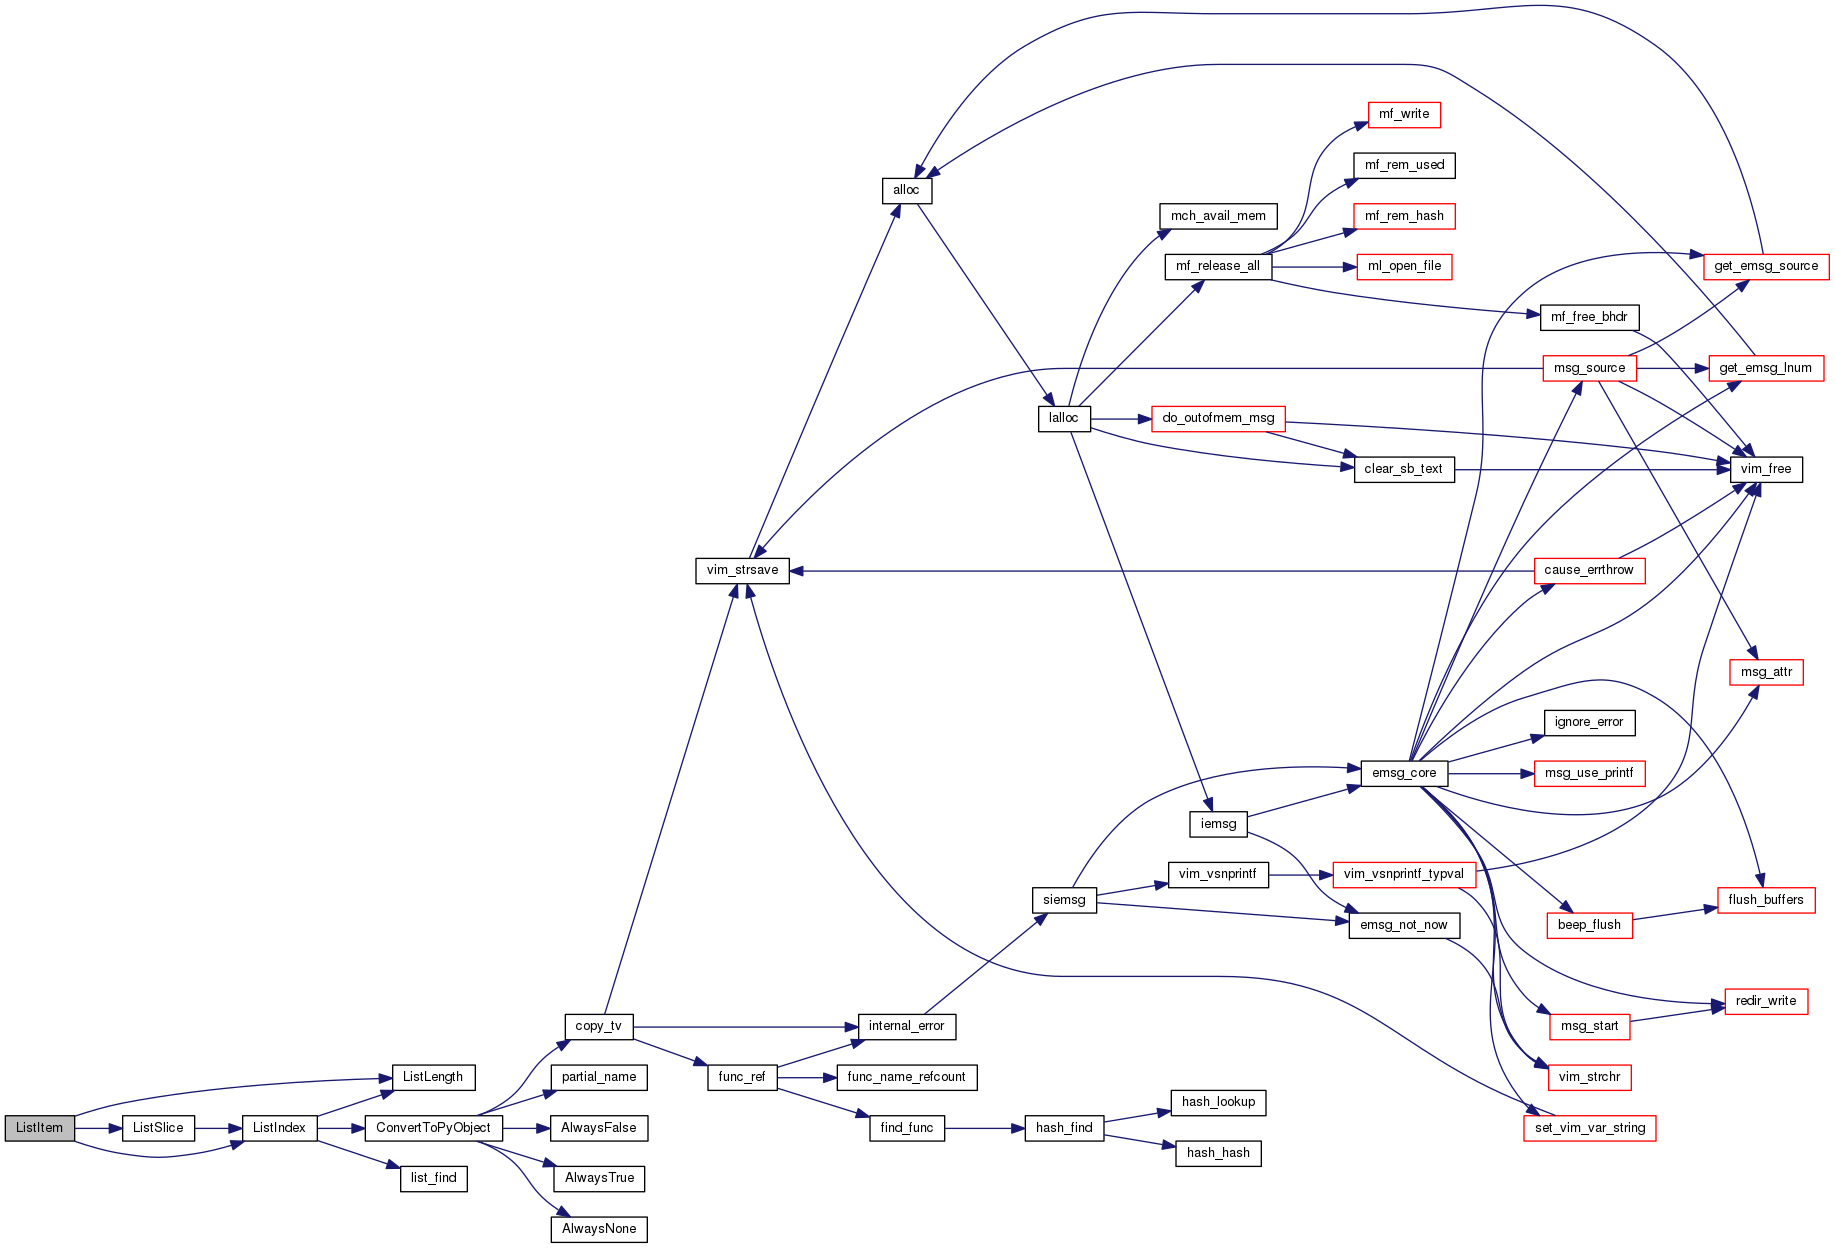 mf_write
mf_rem_used
alloc
mch_avail_mem
mf_rem_hash
mf_release_all
ml_open_file
get_emsg_source
mf_free_bhdr
msg_source
get_emsg_lnum
lalloc
do_outofmem_msg
clear_sb_text
vim_free
vim_strsave
cause_errthrow
msg_attr
ignore_error
emsg_core
msg_use_printf
iemsg
vim_vsnprintf
vim_vsnprintf_typval
siemsg
flush_buffers
emsg_not_now
beep_flush
redir_write
copy_tv
internal_error
msg_start
ListLength
partial_name
func_ref
func_name_refcount
vim_strchr
hash_lookup
ListItem
ListSlice
ListIndex
ConvertToPyObject
AlwaysFalse
find_func
hash_find
set_vim_var_string
hash_hash
list_find
AlwaysTrue
AlwaysNone